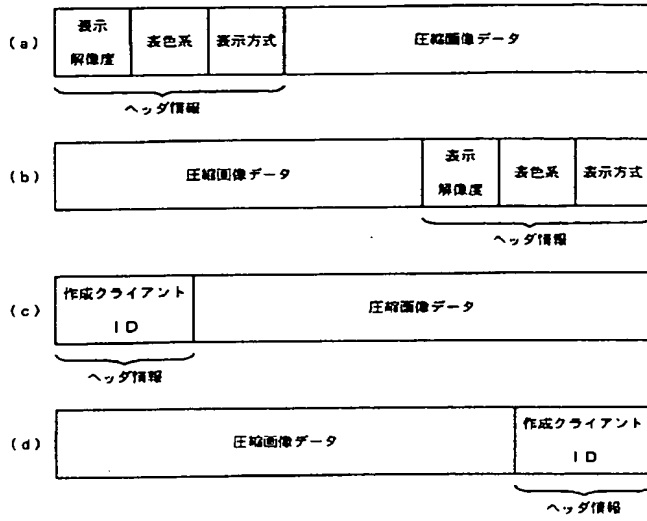 (a)
表示
解像度
表色系
表示方式
圧縮画像データ
ヘッダ情報
(b)
圧縮画像データ
表示
解像度
表色系
表示方式
ヘッダ情報
(c)
作成クライアント
ID
圧縮画像データ
ヘッダ情報
(d)
圧縮画像データ
作成クライアント
ID
ヘッダ情報